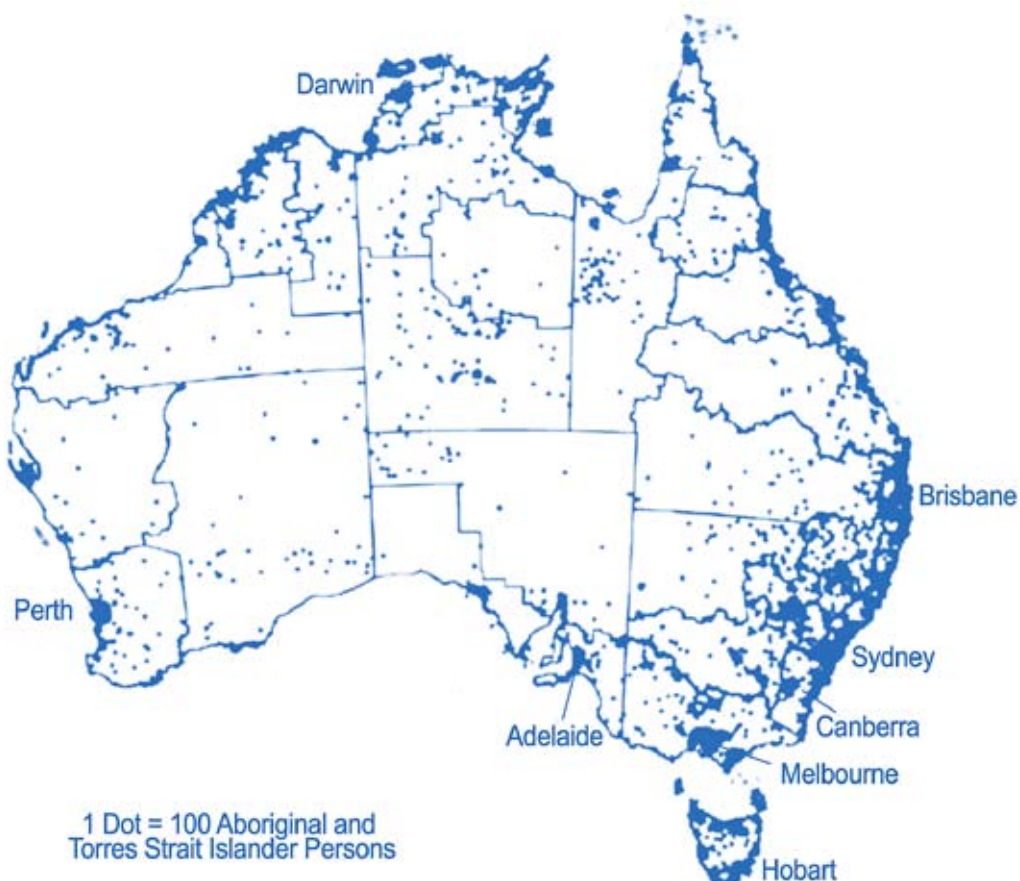 Darwin
Brisbane
Perth
Sydney
Adelaide
Canberra
Melbourne
1 Dot = 100 Aboriginal and
Torres Strait Islander Persons
Hobart